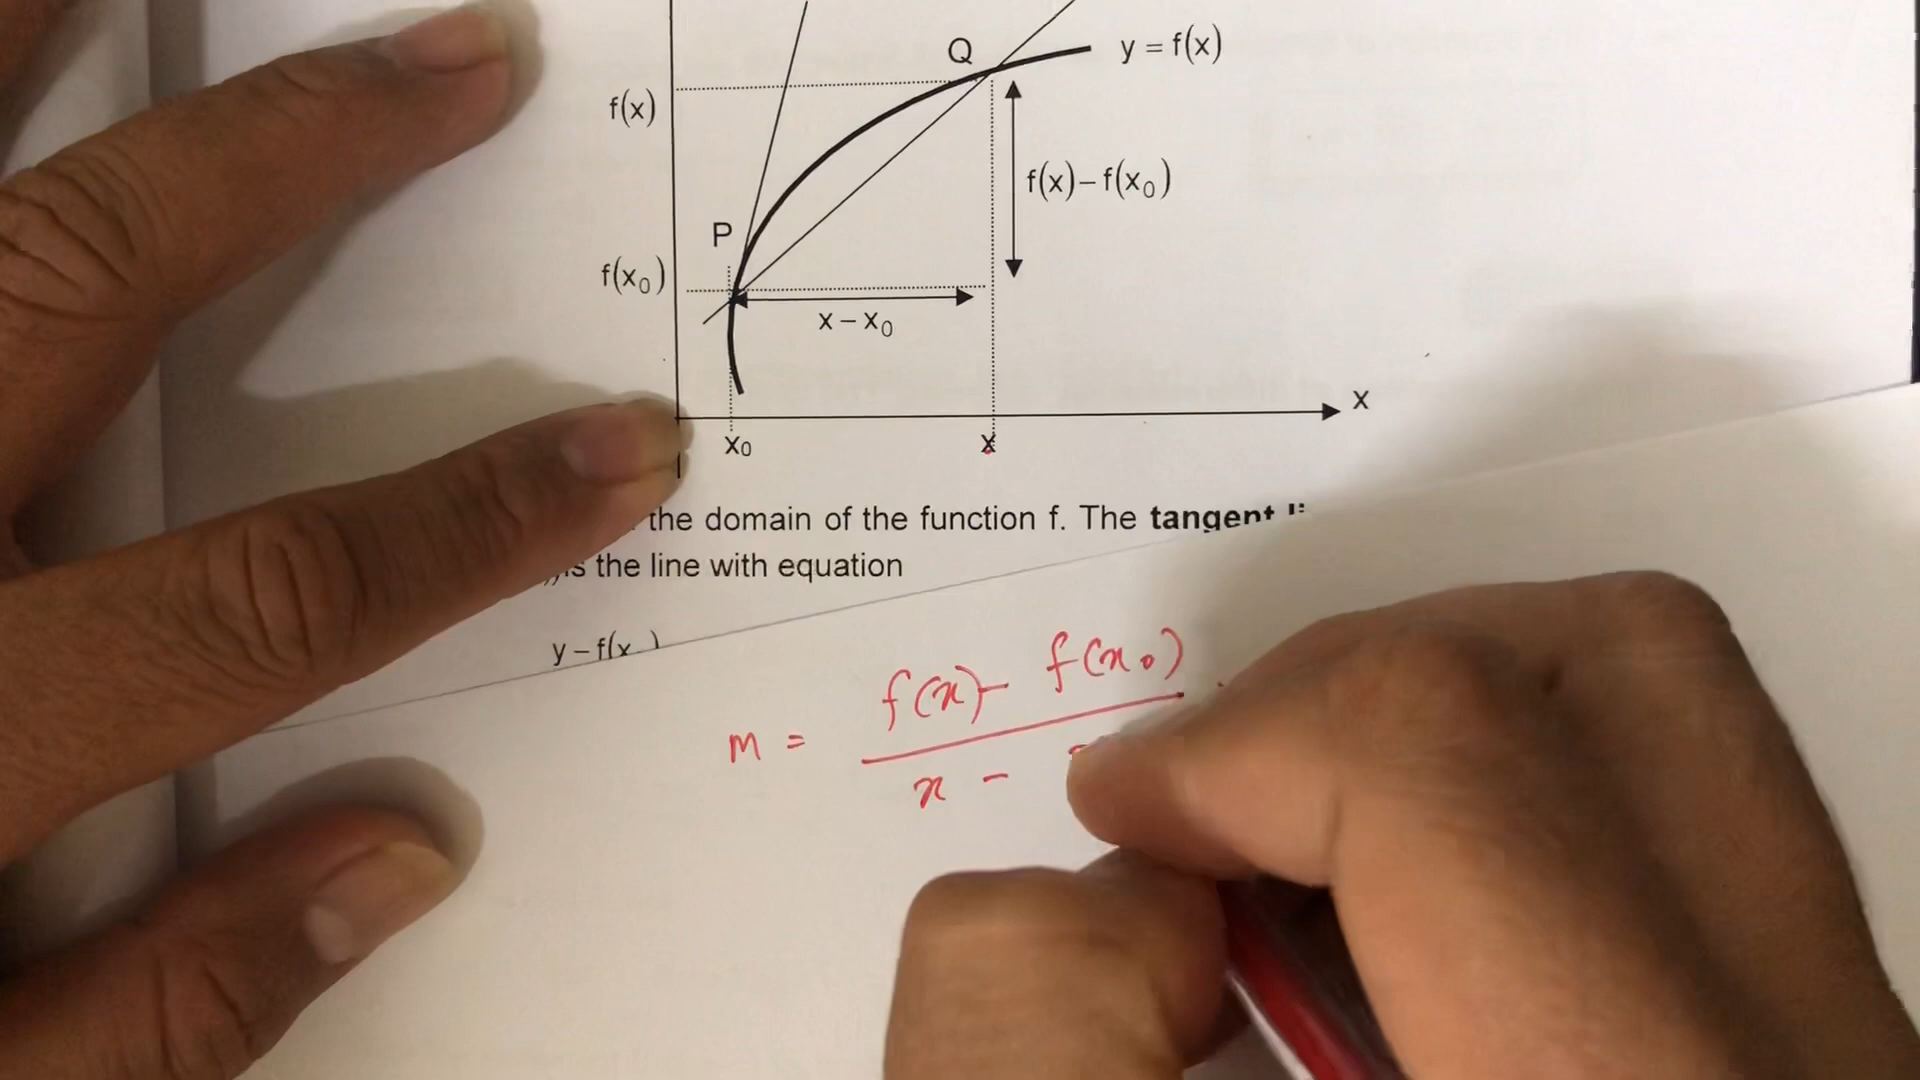 Q
y = f(x)
f(x)
f(x)–f(x₀)
P
f(x₀)
x – x₀
x
x₀
x
the domain of the function f. The tangent
is the line with equation
y – f(x
m = f(x) - f(x₀)
x -